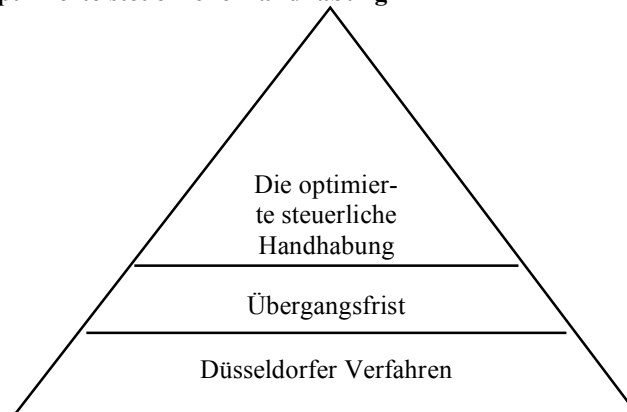 Die optimier-
te steuerliche
Handhabung
Übergangsfrist
Düsseldorfer Verfahren